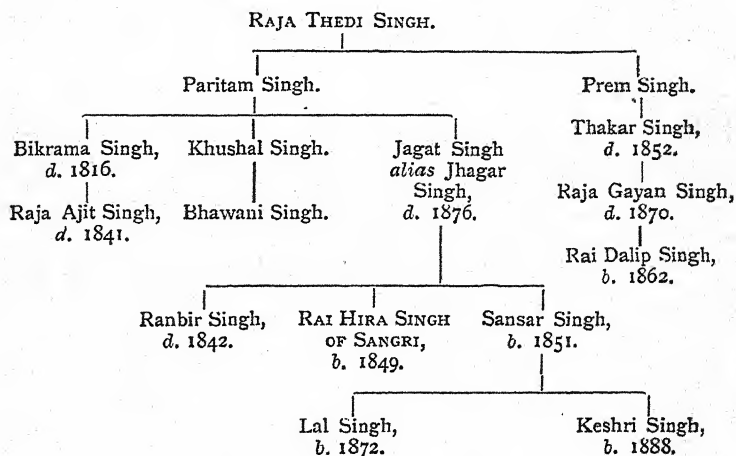 RAJA THEDI SINGH.
Paritam Singh. Prem Singh.
Bikrama Singh, d. 1816. Khushal Singh. Jagat Singh alias Jhagar Singh, d. 1876. Thakar Singh, d. 1852.
Raja Ajit Singh, d. 1841. Bhawani Singh. Raja Gayan Singh, d. 1870.
Rai Dalip Singh, b. 1862.
Ranbir Singh, d. 1842. RAI HIRA SINGH OF SANGRI, b. 1849. Sansar Singh, b. 1851.
Lal Singh, b. 1872. Keshri Singh, b. 1888.